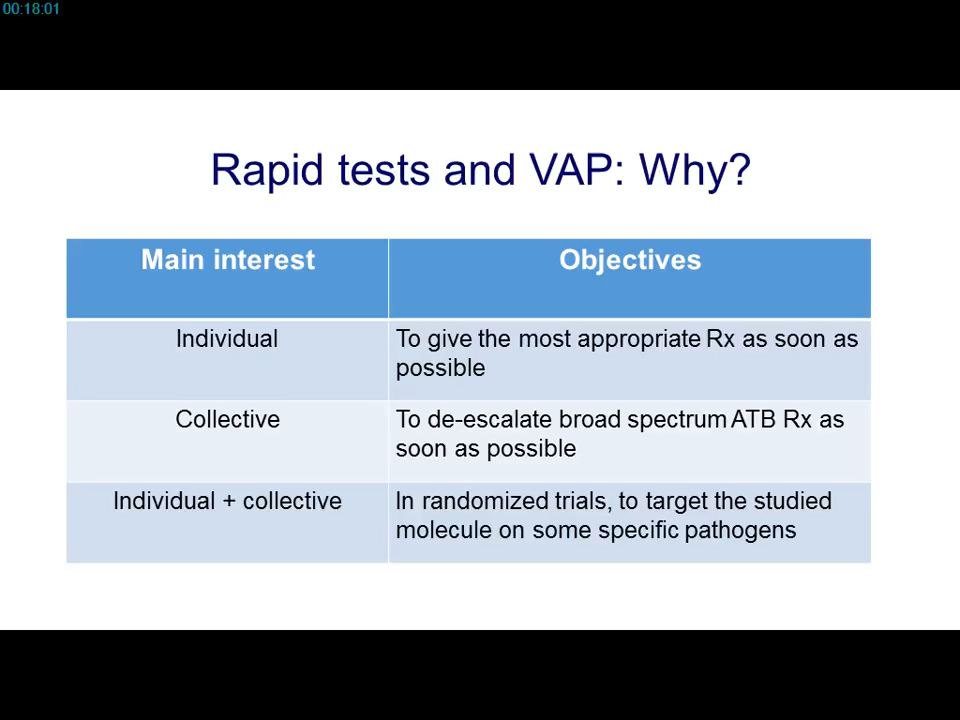 00:18:01
Rapid tests and VAP: Why?
Main interest
Objectives
Individual
To give the most appropriate Rx as soon as
possible
Collective
To de-escalate broad spectrum ATB Rx as
soon as possible
Individual + collective
In randomized trials, to target the studied
molecule on some specific pathogens